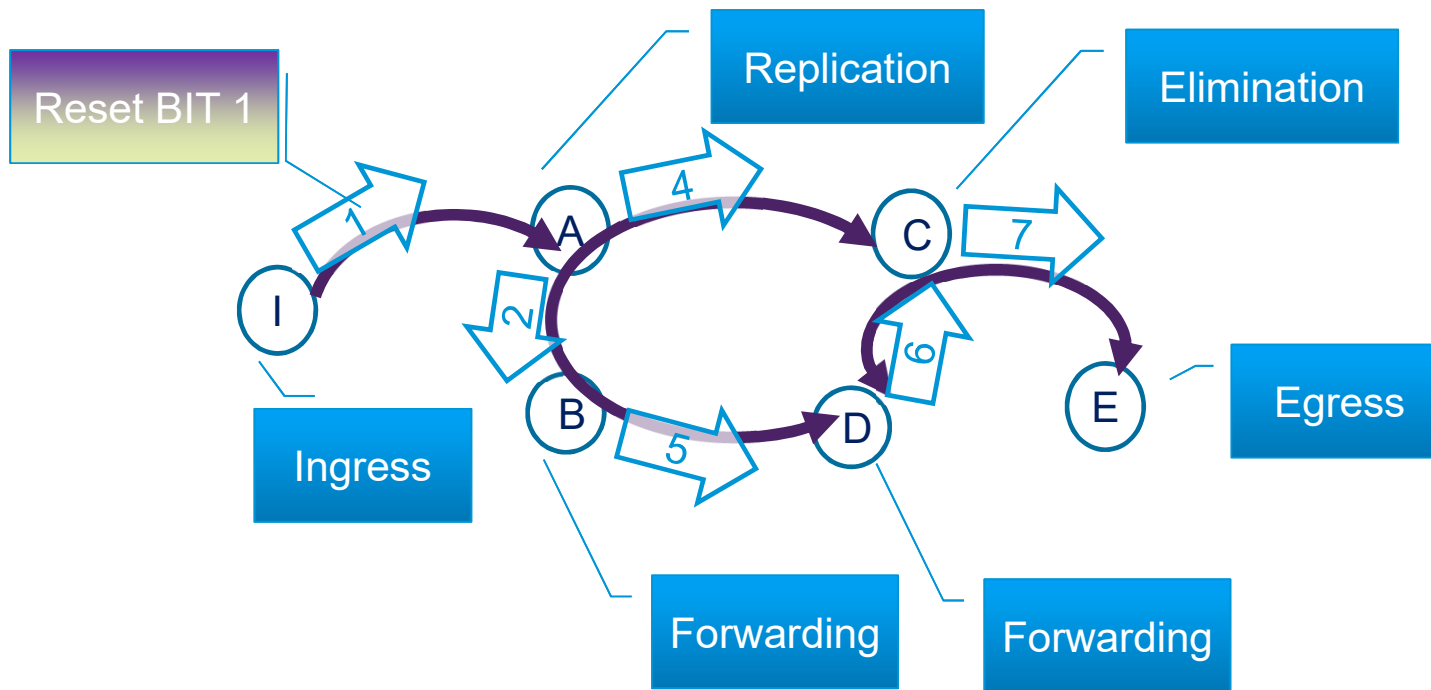 Replication
Elimination
Reset BIT 1
1
4
A
C
7
I
2
6
B
5
D
E
Egress
Ingress
Forwarding
Forwarding